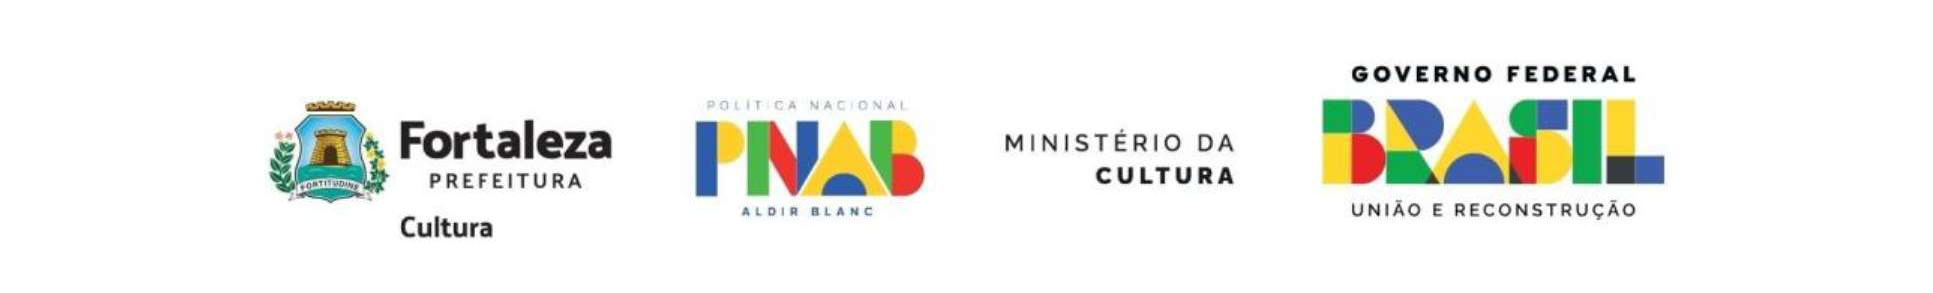 FORTITUDINE
Fortaleza
PREFEITURA
Cultura
POLÍTICA NACIONAL
PNAB
ALDIR BLANC
MINISTÉRIO DA
CULTURA
GOVERNO FEDERAL
BRASIL
UNIÃO E RECONSTRUÇÃO